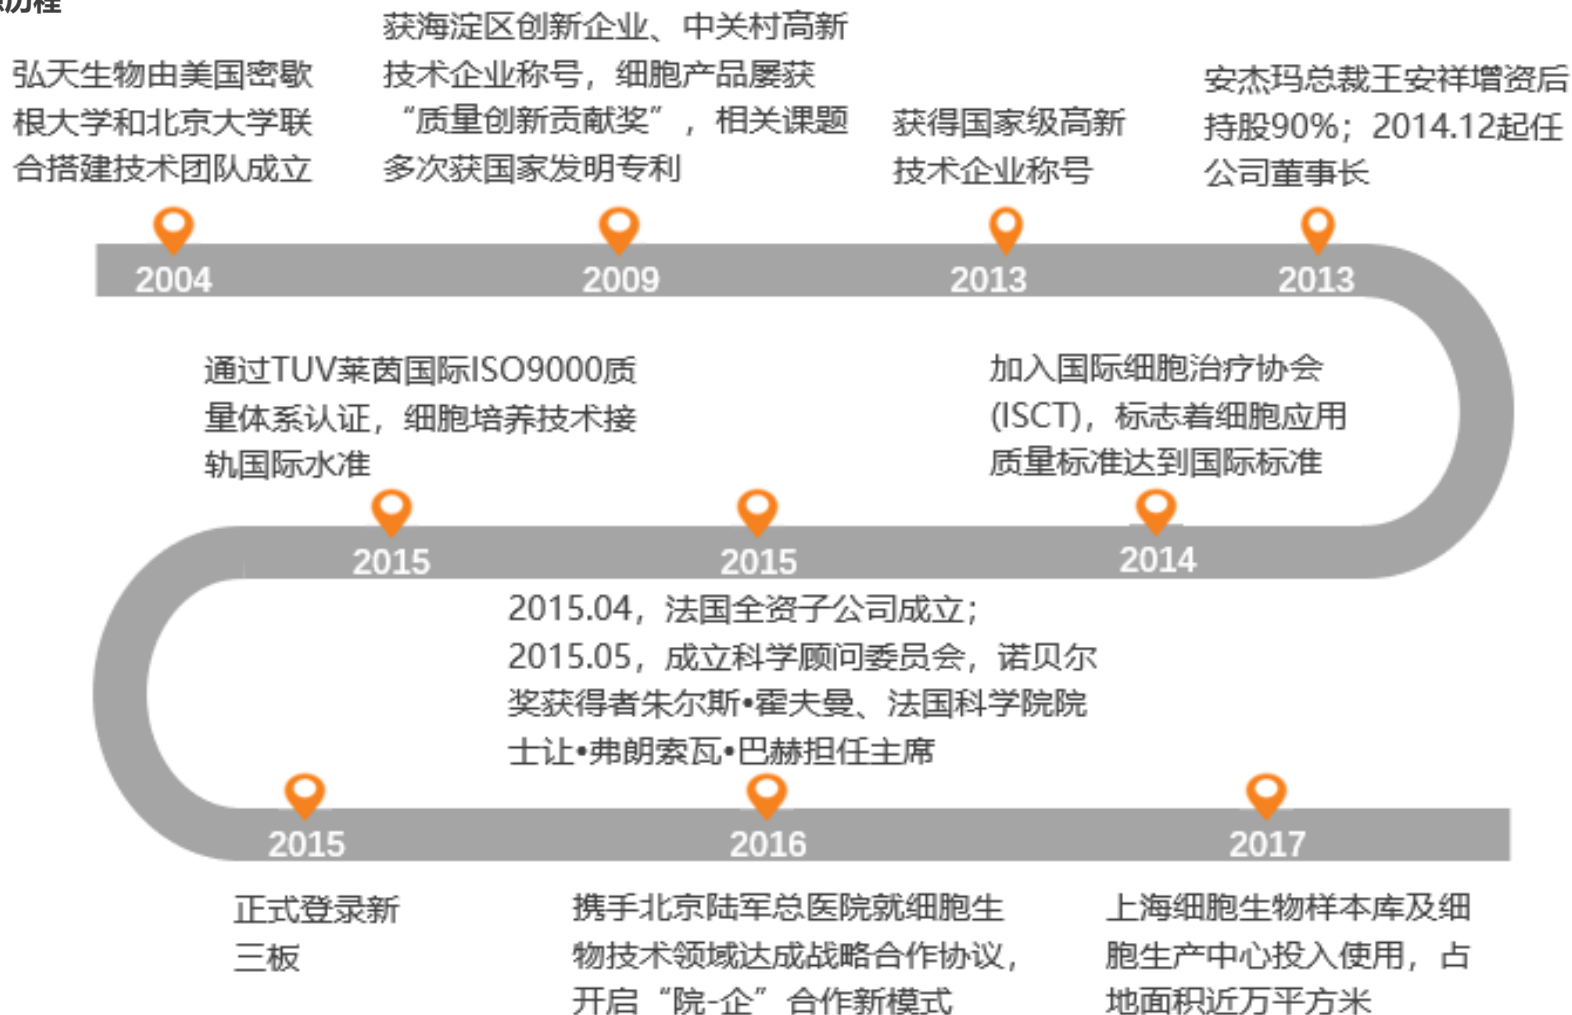 历程
弘天生物由美国密歇
根大学和北京大学联
合搭建技术团队成立
获海淀区创新企业、中关村高新
技术企业称号，细胞产品屡获
“质量创新贡献奖”，相关课题
多次获国家发明专利
获得国家级高新
技术企业称号
安杰玛总裁王安祥增资后
持股90%；2014.12起任
公司董事长
2004
2009
2013
2013
通过TUV莱茵国际ISO9000质
量体系认证，细胞培养技术接
轨国际水准
加入国际细胞治疗协会
(ISCT)，标志着细胞应用
质量标准达到国际标准
2015
2015
2014
2015.04，法国全资子公司成立；
2015.05，成立科学顾问委员会，诺贝尔
奖获得者朱尔斯•霍夫曼、法国科学院院
士让•弗朗索瓦•巴赫担任主席
2015
2016
2017
正式登录新
三板
携手北京陆军总医院就细胞生
物技术领域达成战略合作协议，
开启“院-企”合作新模式
上海细胞生物样本库及细
胞生产中心投入使用，占
地面积近万平方米